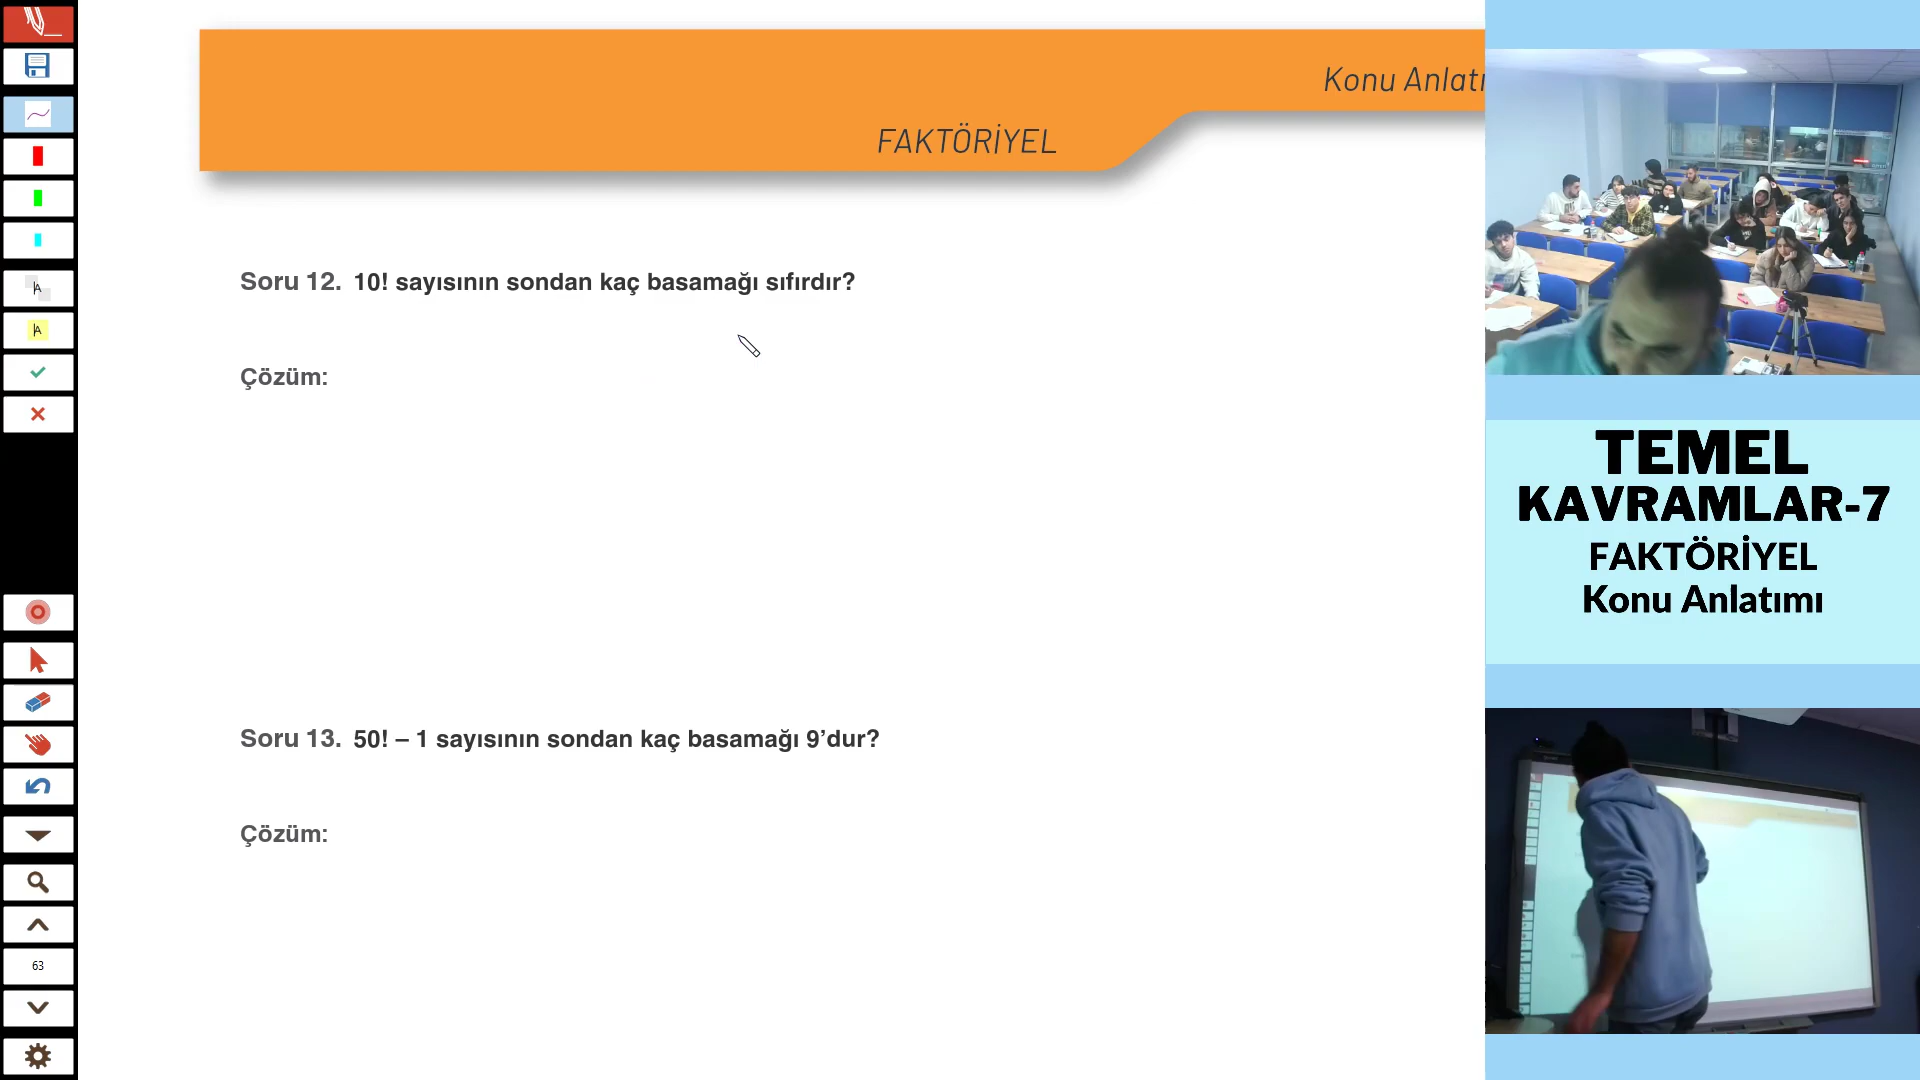 Konu Anlatı
FAKTÖRİYEL
Soru 12. 10! sayısının sondan kaç basamağı sıfırdır?
Çözüm:
Soru 13. 50! – 1 sayısının sondan kaç basamağı 9’dur?
Çözüm:
63
TEMEL
KAVRAMLAR-7
FAKTÖRİYEL
Konu Anlatımı